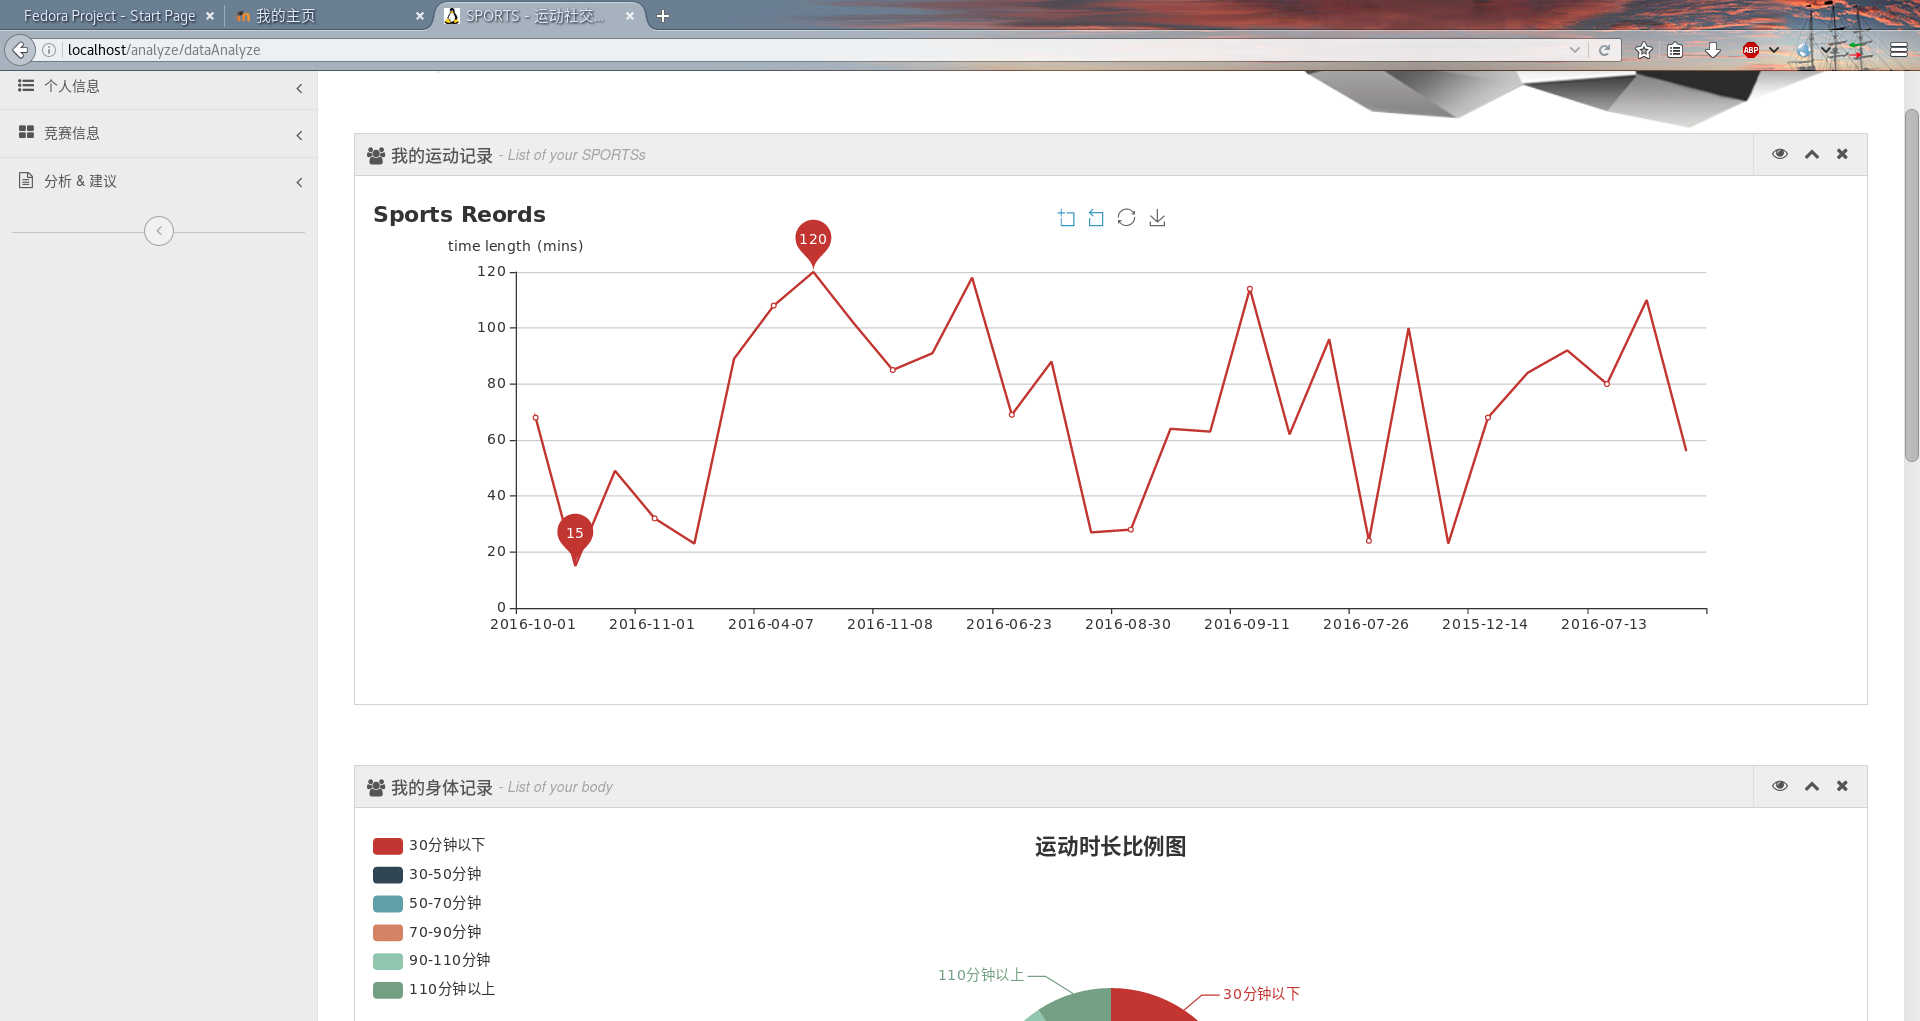 Fedora Project - Start Page
我的主页
SPORTS - 运动社交...
localhost/analyze/dataAnalyze
ABP
个人信息
竞赛信息
分析 & 建议
我的运动记录 - List of your SPORTSs
Sports Reords
time length (mins)
120
15
120
100
80
60
40
20
0
2016-10-01 2016-11-01 2016-04-07 2016-11-08 2016-06-23 2016-08-30 2016-09-11 2016-07-26 2015-12-14 2016-07-13
我的身体记录 - List of your body
30分钟以下
30-50分钟
50-70分钟
70-90分钟
90-110分钟
110分钟以上
运动时长比例图
110分钟以上
30分钟以下